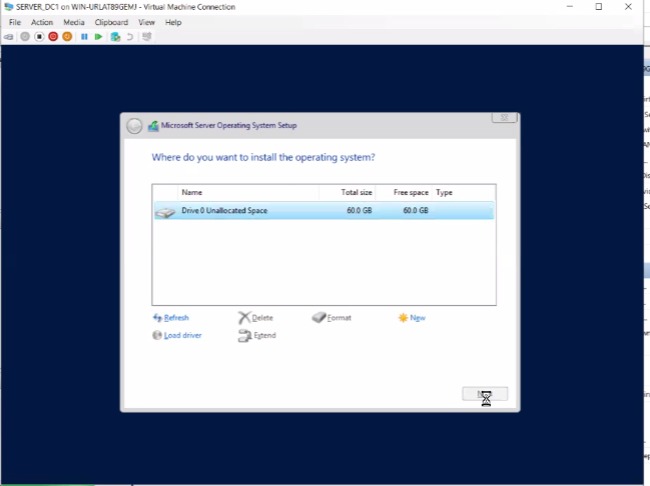 SERVER_DC1 on WIN-URLAT89GEMJ - Virtual Machine Connection
File Action Media Clipboard View Help
Microsoft Server Operating System Setup
Where do you want to install the operating system?
Name Total size Free space Type
Drive 0 Unallocated Space 60.0 GB 60.0 GB
Refresh Delete Format New
Load driver Extend